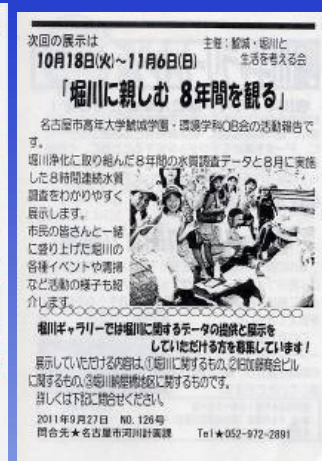 次回の展示は
主催：鯱城・堀川と
生活を考える会
10月18日(火)～11月6日(日)
「堀川に親しむ 8年間を観る」
名古屋市高年大学鯱城学園・環境学科OB会の活動報告で
す。
堀川浄化に取り組んだ8年間の水質調査データと8月に実施
した8時間連続水質
調査をわかりやすく
展示します。
市民の皆さんと一緒
に盛り上げた堀川の
各種イベントや清掃
など活動の様子も紹
介します。
堀川ギャラリーでは堀川に関するデータの提供と展示を
していただける方を募集しています！
展示していただける内容は、①堀川に関するもの、②旧加藤商会ビル
に関するもの、③堀川納屋橋地区に関するものです。
詳しくは下記に問合せください。
2011年9月27日　NO.126号
問合先★名古屋市河川計画課　Tel★052-972-2891